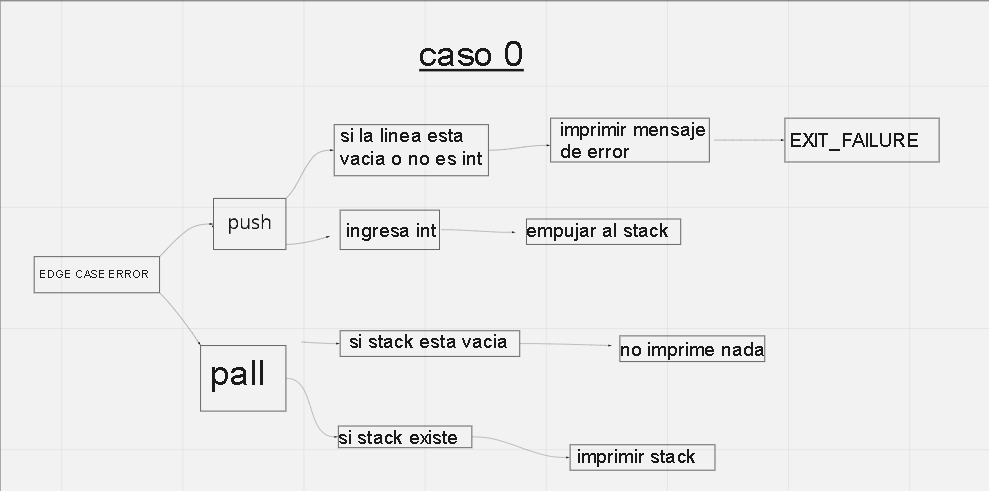 caso 0
si la linea esta
vacia o no es int
imprimir mensaje
de error
EXIT_FAILURE
push
ingresa int
empujar al stack
EDGE CASE ERROR
pall
si stack esta vacia
no imprime nada
si stack existe
imprimir stack